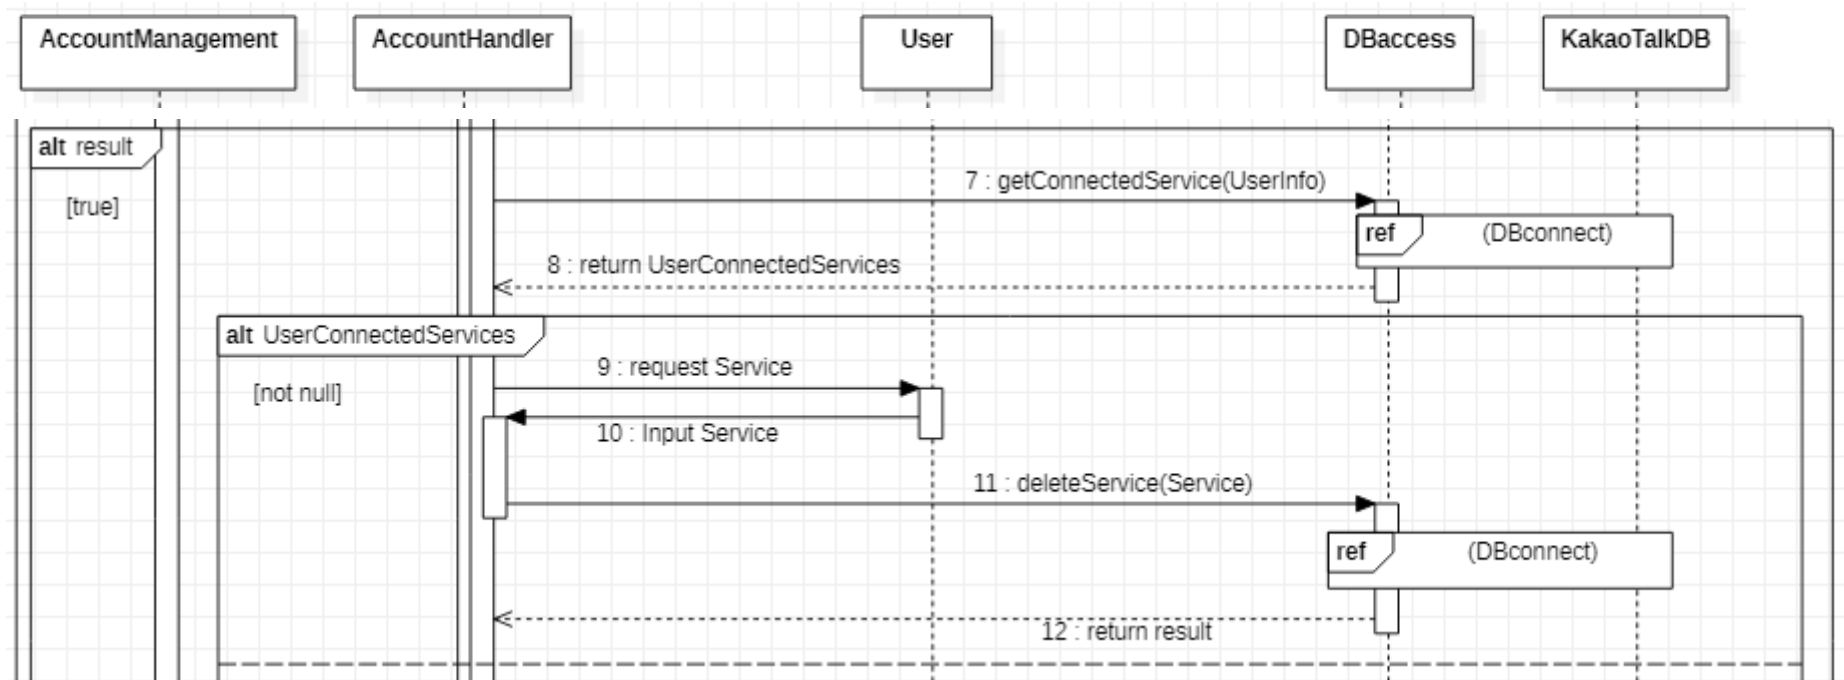 AccountManagement
AccountHandler
User
DBaccess
KakaoTalkDB
alt result
[true]
7 : getConnectedService(UserInfo)
ref (DBconnect)
8 : return UserConnectedServices
alt UserConnectedServices
9 : request Service
[not null]
10 : Input Service
11 : deleteService(Service)
ref (DBconnect)
12 : return result